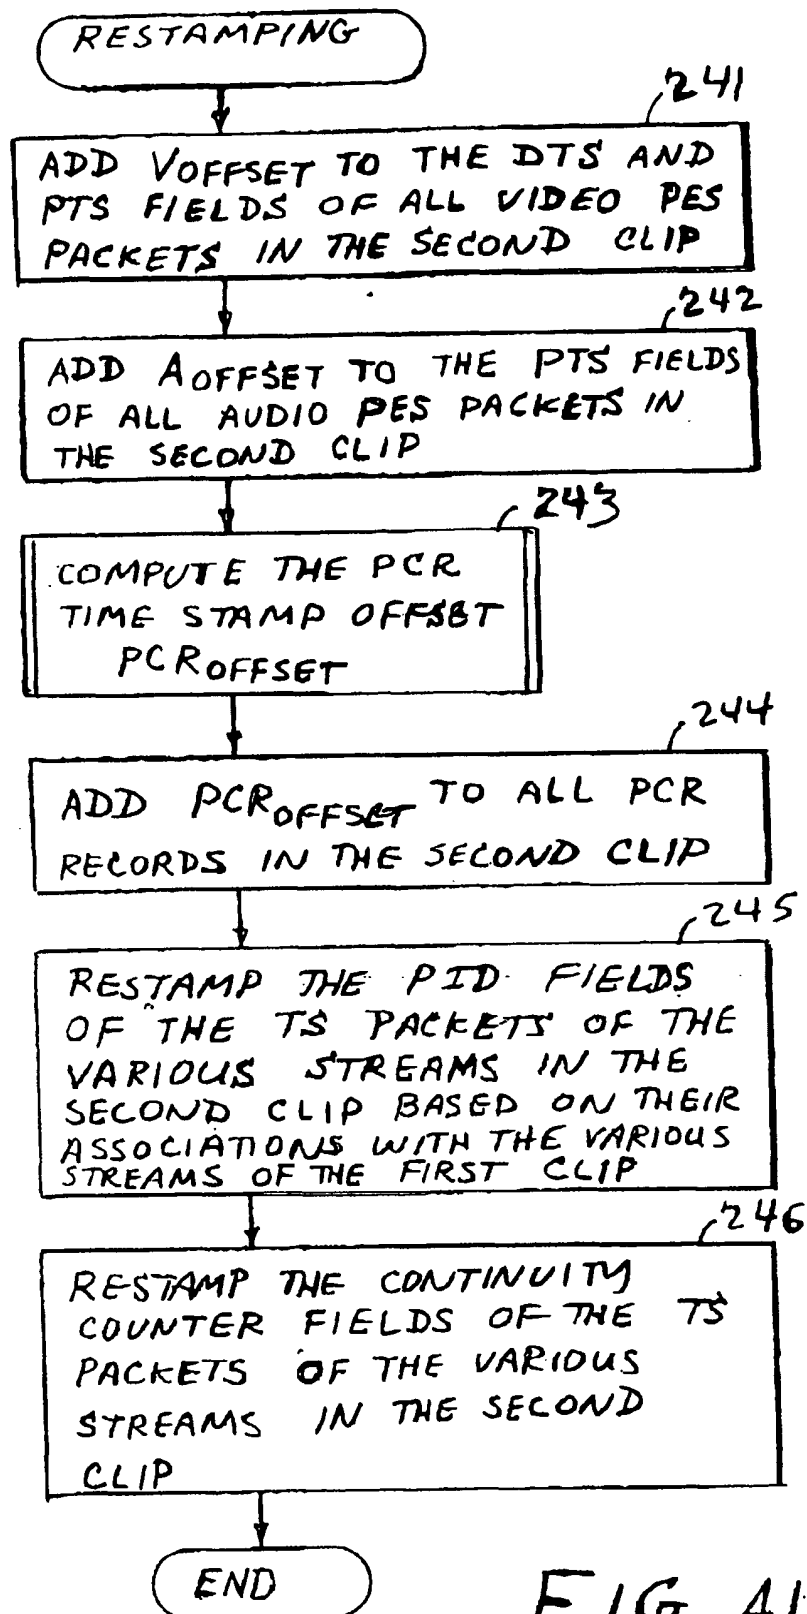 RESTAMPING
241
ADD VOFFSET TO THE DTS AND
PTS FIELDS OF ALL VIDEO PES
PACKETS IN THE SECOND CLIP
242
ADD AOFFSET TO THE PTS FIELDS
OF ALL AUDIO PES PACKETS IN
THE SECOND CLIP
243
COMPUTE THE PCR
TIME STAMP OFFSET
PCROFFSET
244
ADD PCROFFSET TO ALL PCR
RECORDS IN THE SECOND CLIP
245
RESTAMP THE PID FIELDS
OF THE TS PACKETS OF THE
VARIOUS STREAMS IN THE
SECOND CLIP BASED ON THEIR
ASSOCIATIONS WITH THE VARIOUS
STREAMS OF THE FIRST CLIP
246
RESTAMP THE CONTINUITY
COUNTER FIELDS OF THE TS
PACKETS OF THE VARIOUS
STREAMS IN THE SECOND
CLIP
END
FIG